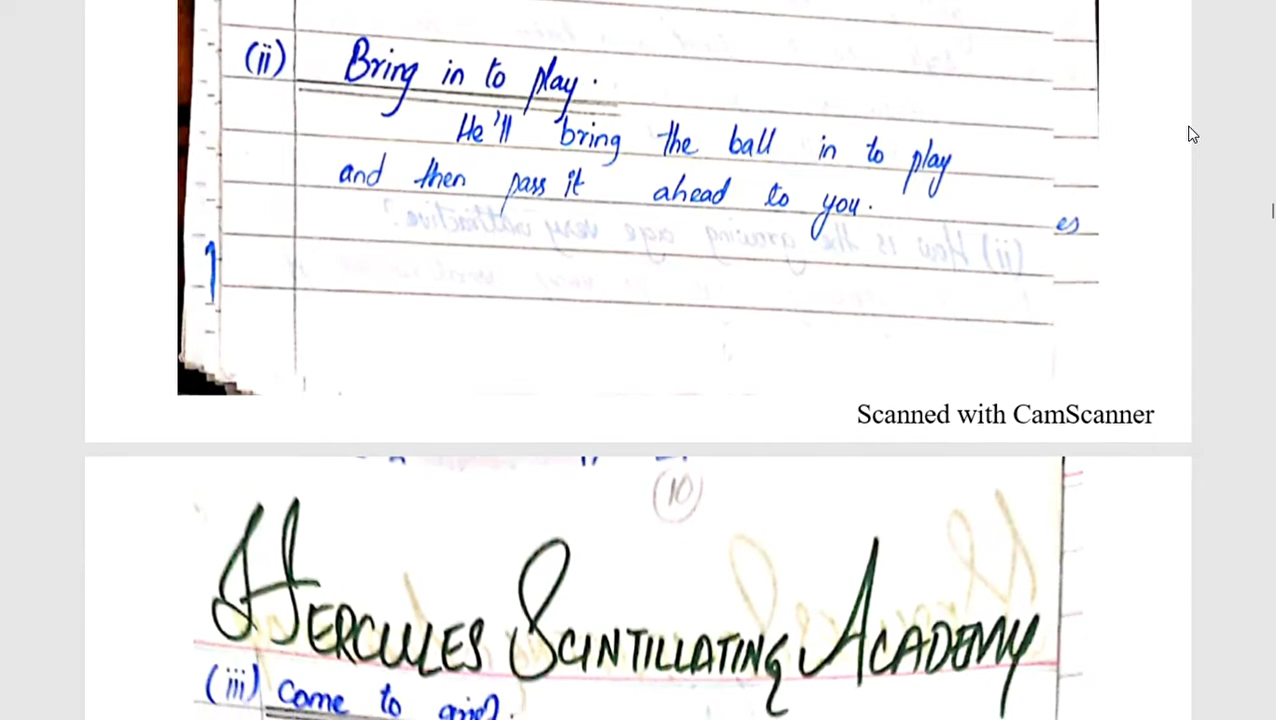 (ii) Bring in to play.
He'll bring the ball in to play
and then pass it ahead to you.
es
Scanned with CamScanner
(10)
HERCULES SCINTILLATING ACADEMY
(iii) Come to